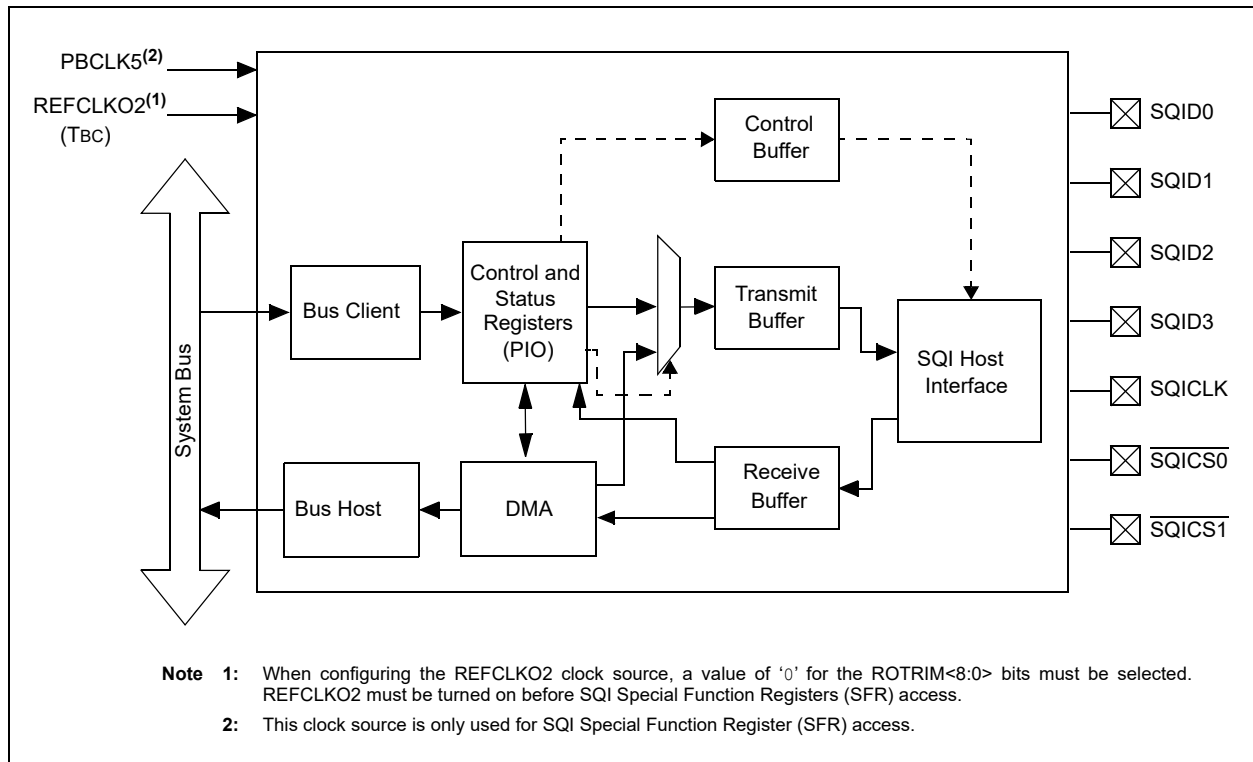 PBCLK5(2)
REFCLKO2(1)
(TBC)
System Bus
Bus Client
Control and
Status
Registers
(PIO)
Control
Buffer
Transmit
Buffer
SQI Host
Interface
Bus Host
DMA
Receive
Buffer
SQID0
SQID1
SQID2
SQID3
SQICLK
SQICS0
SQICS1
Note 1: When configuring the REFCLKO2 clock source, a value of ‘0’ for the ROTRIM<8:0> bits must be selected.
REFCLKO2 must be turned on before SQI Special Function Registers (SFR) access.
2: This clock source is only used for SQI Special Function Register (SFR) access.